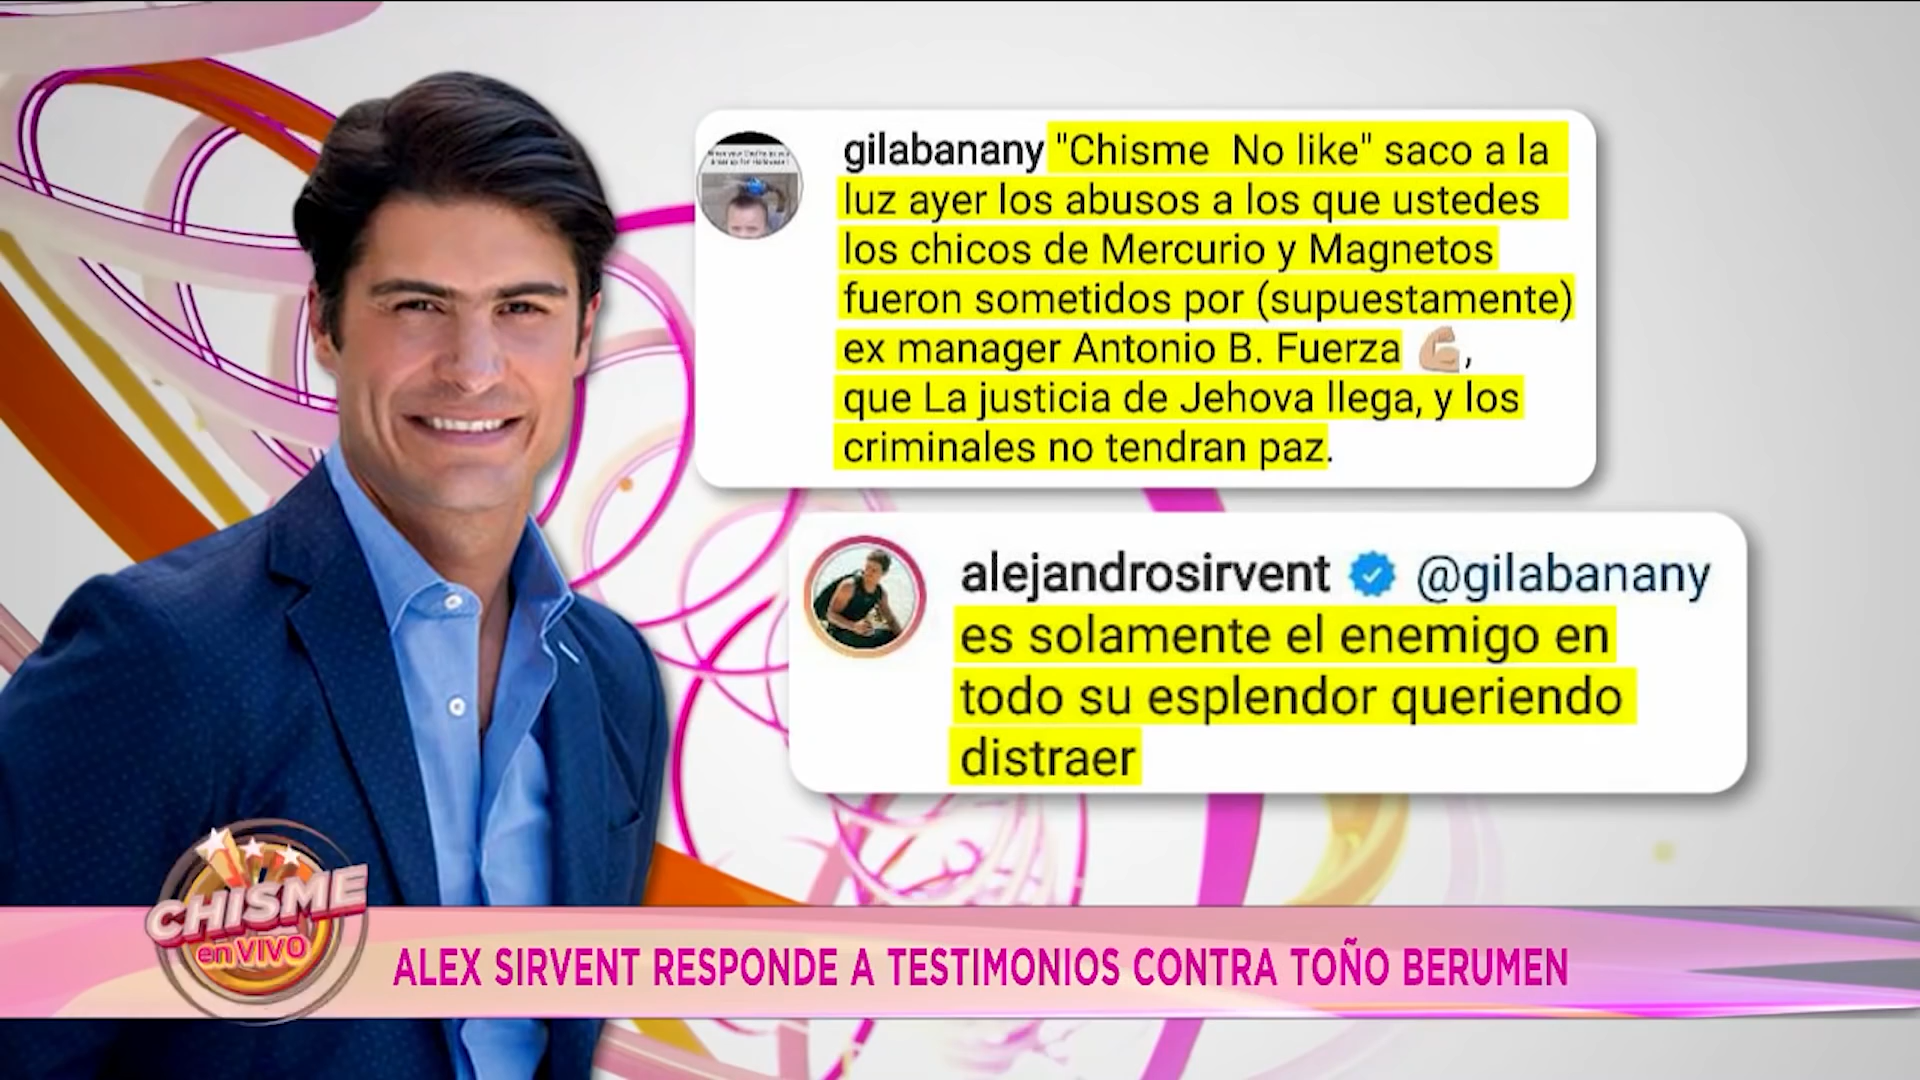 gilabanany "Chisme No like" saco a la
luz ayer los abusos a los que ustedes
los chicos de Mercurio y Magnetos
fueron sometidos por (supuestamente)
ex manager Antonio B. Fuerza 💪🏼,
que La justicia de Jehova llega, y los
criminales no tendran paz.
alejandrosirvent @gilabanany
es solamente el enemigo en
todo su esplendor queriendo
distraer
CHISME
en VIVO
ALEX SIRVENT RESPONDE A TESTIMONIOS CONTRA TOÑO BERUMEN